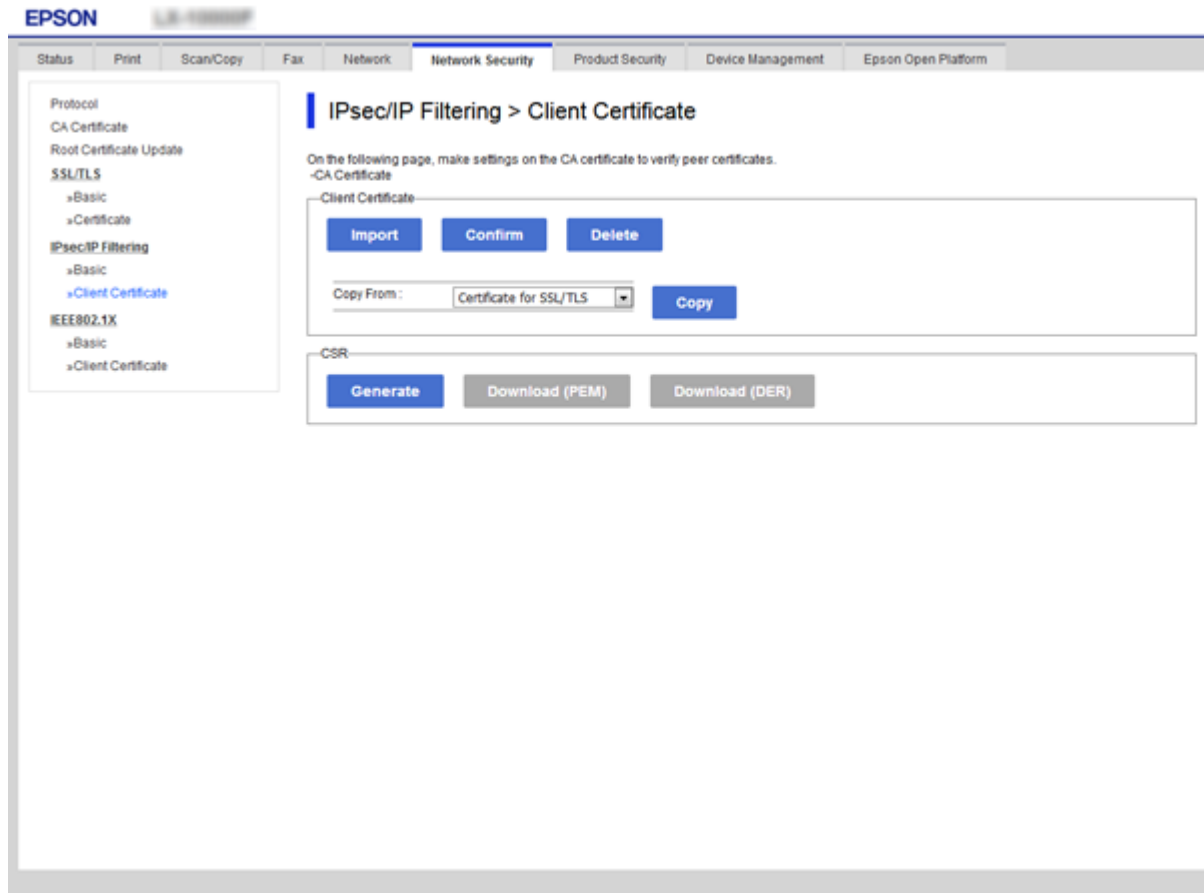 EPSON
Status Print Scan/Copy Fax Network Network Security Product Security Device Management Epson Open Platform
Protocol
CA Certificate
Root Certificate Update
SSL/TLS
»Basic
»Certificate
IPsec/IP Filtering
»Basic
»Client Certificate
IEEE802.1X
»Basic
»Client Certificate
IPsec/IP Filtering > Client Certificate
On the following page, make settings on the CA certificate to verify peer certificates.
-CA Certificate
Client Certificate
Import Confirm Delete
Copy From : Certificate for SSL/TLS Copy
CSR
Generate Download (PEM) Download (DER)